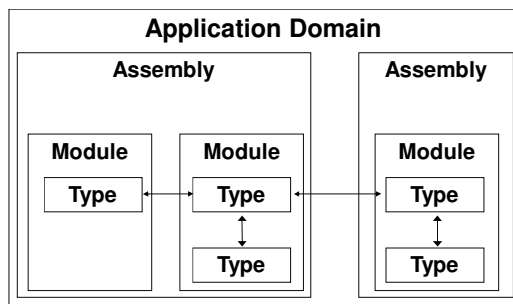 Application Domain
Assembly
Assembly
Module
Module
Module
Type
Type
Type
Type
Type